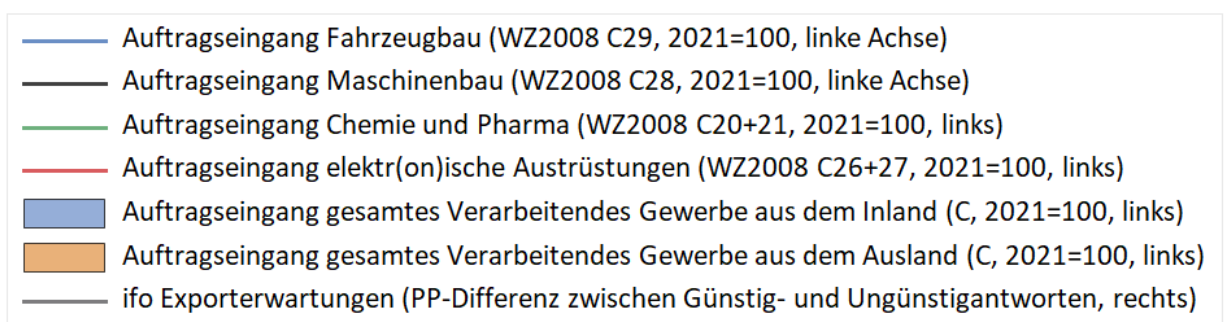 Auftragseingang Fahrzeugbau (WZ2008 C29, 2021=100, linke Achse)
Auftragseingang Maschinenbau (WZ2008 C28, 2021=100, linke Achse)
Auftragseingang Chemie und Pharma (WZ2008 C20+21, 2021=100, links)
Auftragseingang elektr(on)ische Austrüstungen (WZ2008 C26+27, 2021=100, links)
Auftragseingang gesamtes Verarbeitendes Gewerbe aus dem Inland (C, 2021=100, links)
Auftragseingang gesamtes Verarbeitendes Gewerbe aus dem Ausland (C, 2021=100, links)
ifo Exporterwartungen (PP-Differenz zwischen Günstig- und Ungünstigantworten, rechts)